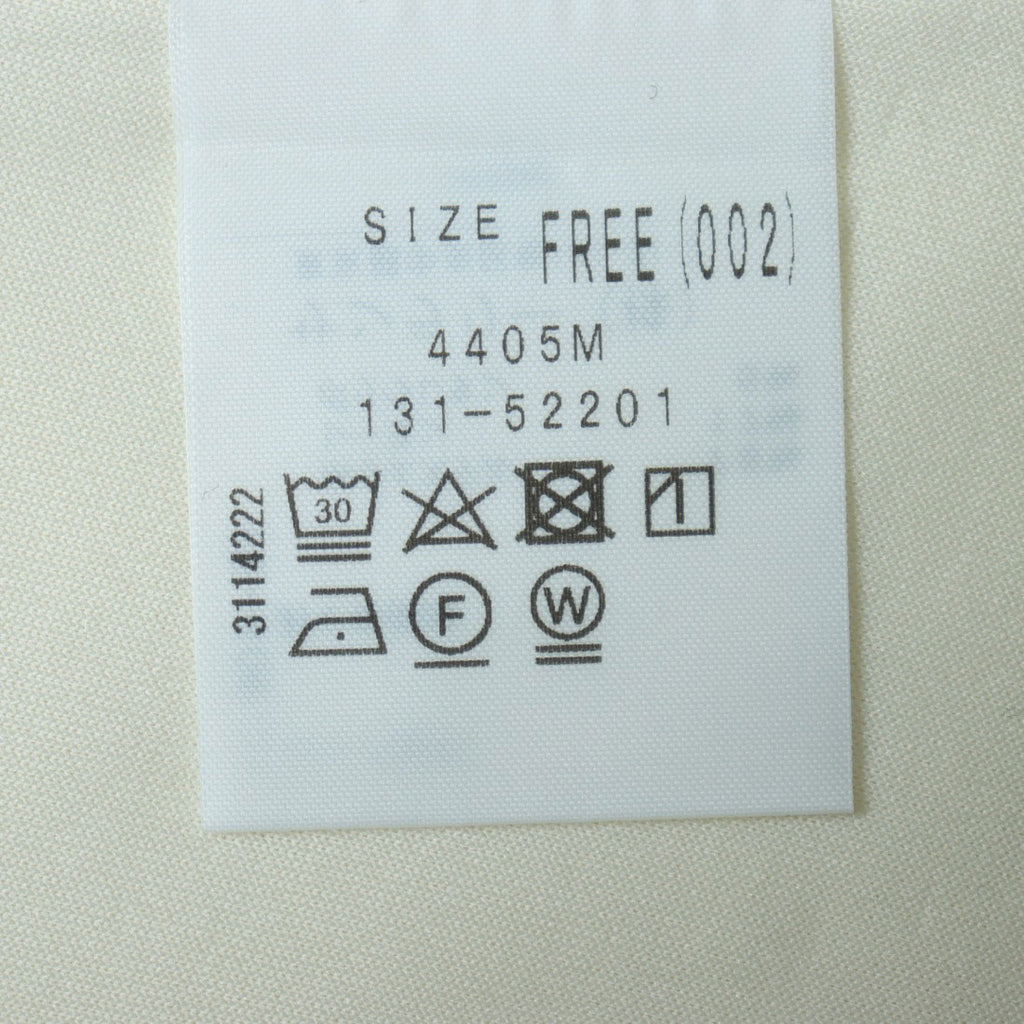 SIZE FREE (002)
4405M
131-52201
3114222
30
F W